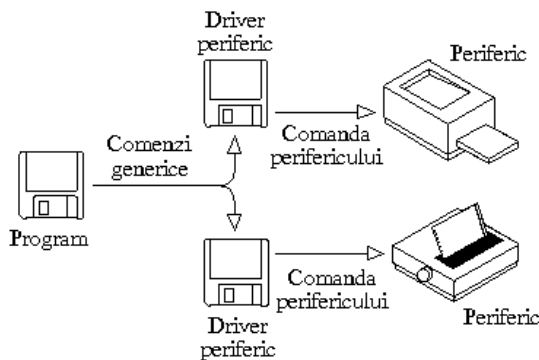 Driver
periferic
Periferic
Comenzi
generice
Comanda
perifericului
Program
Comanda
perifericului
Driver
periferic
Periferic